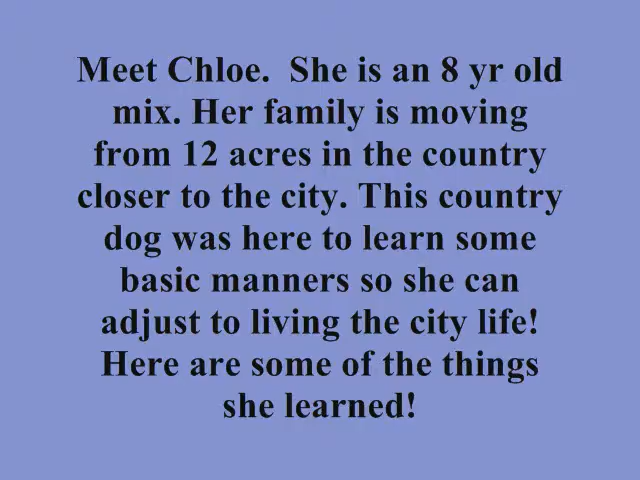 Meet Chloe.  She is an 8 yr old
mix. Her family is moving
from 12 acres in the country
closer to the city. This country
dog was here to learn some
basic manners so she can
adjust to living the city life!
Here are some of the things
she learned!